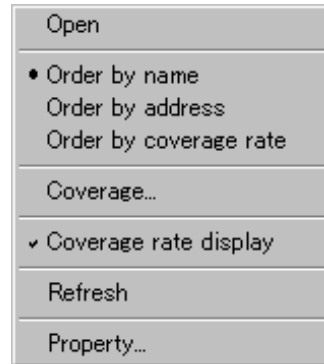 Open
Order by name
Order by address
Order by coverage rate
Coverage...
Coverage rate display
Refresh
Property...